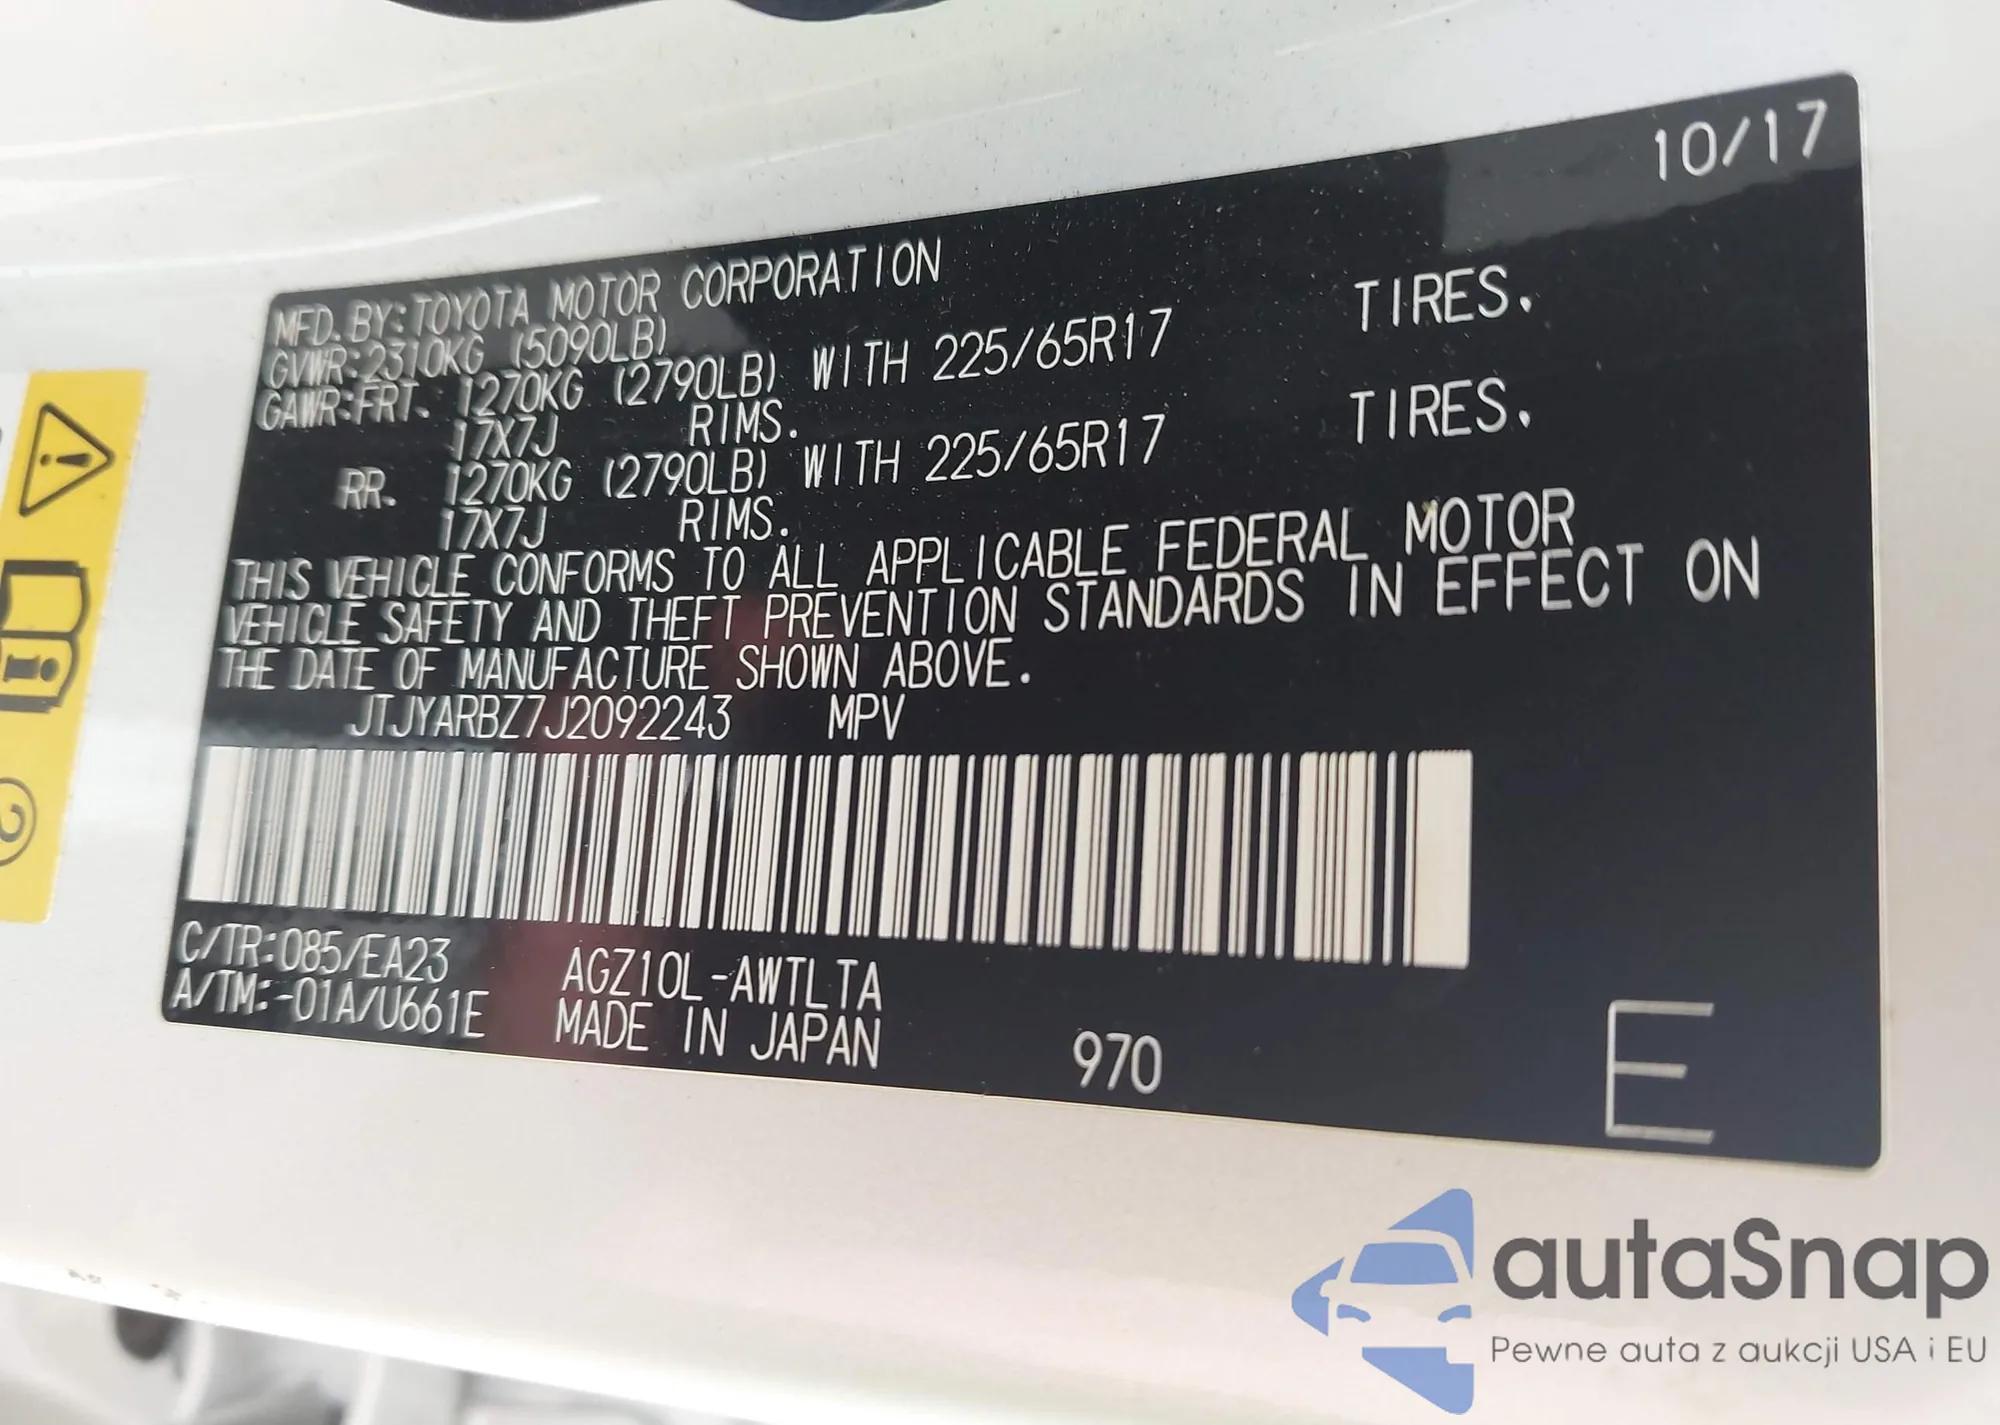 10/17
MFD. BY: TOYOTA MOTOR CORPORATION
GVWR: 2310KG (5090LB)
GAWR: FRT. 1270KG (2790LB) WITH 225/65R17 TIRES.
17X7J RIMS.
RR. 1270KG (2790LB) WITH 225/65R17 TIRES.
17X7J RIMS.
THIS VEHICLE CONFORMS TO ALL APPLICABLE FEDERAL MOTOR
VEHICLE SAFETY AND THEFT PREVENTION STANDARDS IN EFFECT ON
THE DATE OF MANUFACTURE SHOWN ABOVE.
JTJYARBZ7J2092243 MPV
C/TR: 085/EA23 AGZ10L-AWTLTA
A/TM: -01A/U661E MADE IN JAPAN 970 E
2
autaSnap
Pewne auta z aukcji USA i EU